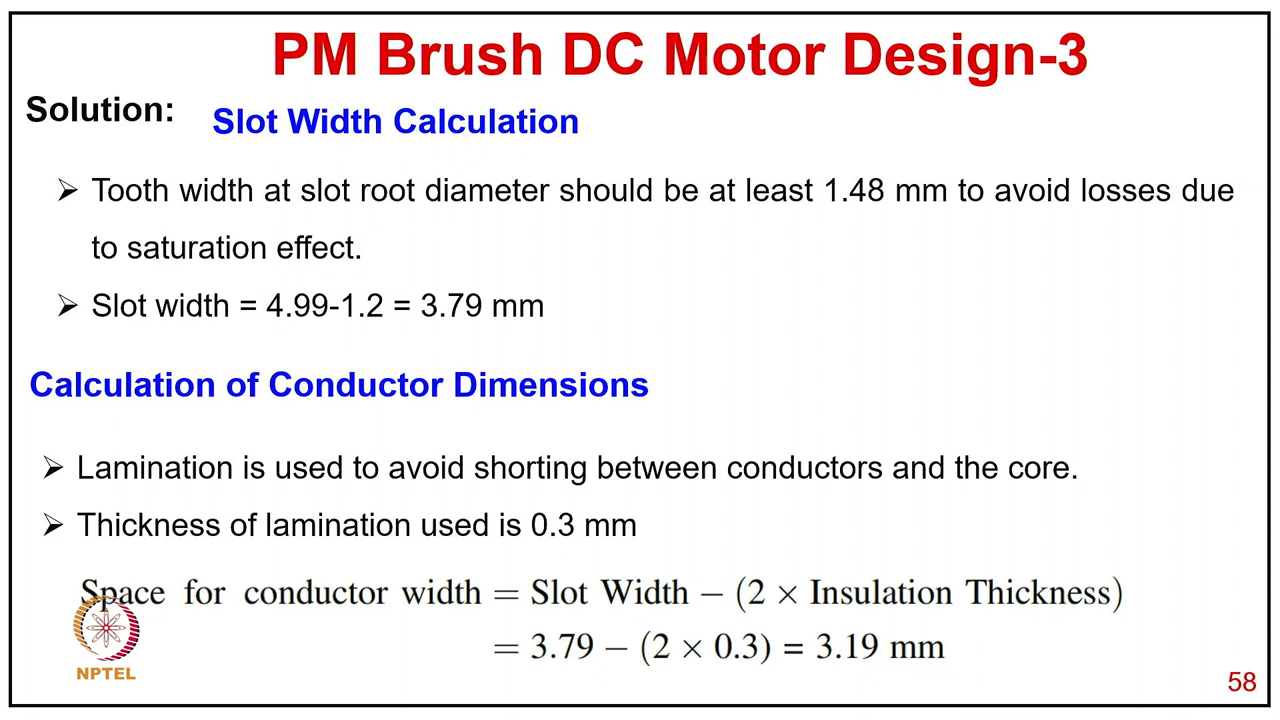 PM Brush DC Motor Design-3
Solution:
Slot Width Calculation
➢ Tooth width at slot root diameter should be at least 1.48 mm to avoid losses due
to saturation effect.
➢ Slot width = 4.99-1.2 = 3.79 mm
Calculation of Conductor Dimensions
➢ Lamination is used to avoid shorting between conductors and the core.
➢ Thickness of lamination used is 0.3 mm
Space for conductor width = Slot Width − (2 × Insulation Thickness)
= 3.79 − (2 × 0.3) = 3.19 mm
NPTEL
58